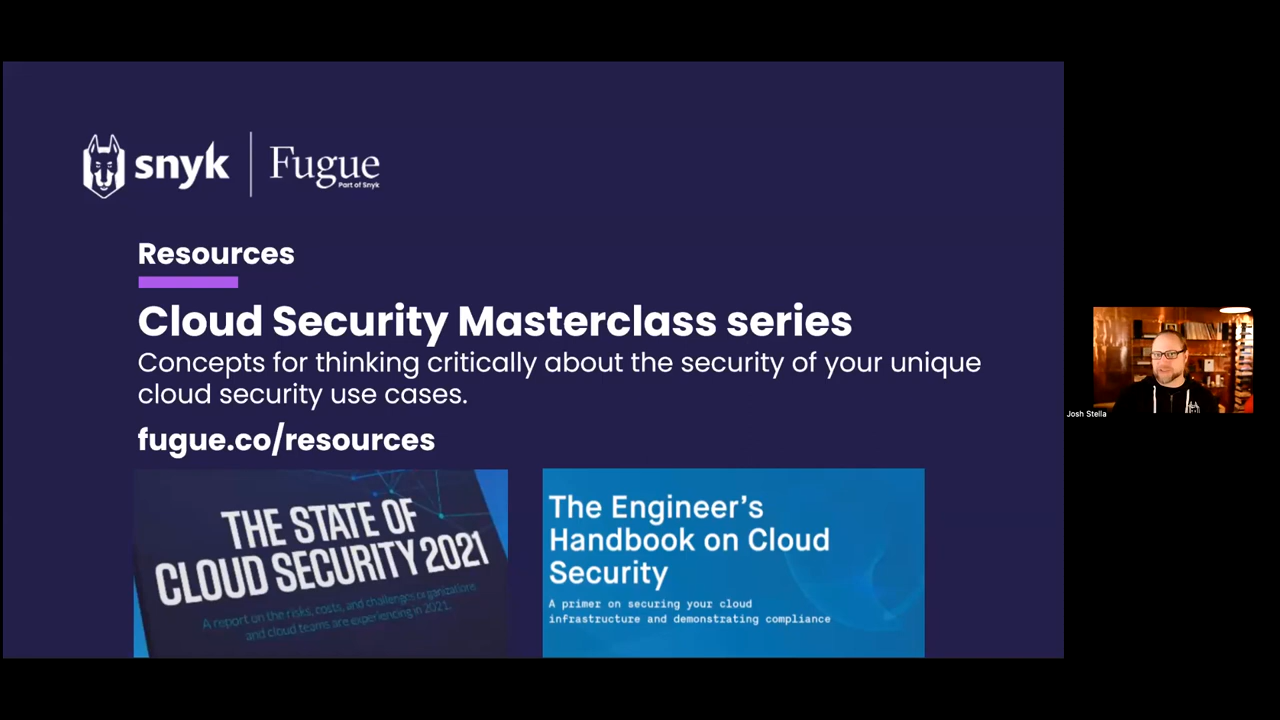 snyk
Fugue
Part of Snyk
Resources
Cloud Security Masterclass series
Concepts for thinking critically about the security of your unique
cloud security use cases.
fugue.co/resources
THE STATE OF
CLOUD SECURITY 2021
A report on the risks, costs, and challenges organizations
and cloud teams are experiencing in 2021.
The Engineer's
Handbook on Cloud
Security
A primer on securing your cloud
infrastructure and demonstrating compliance
Josh Stella